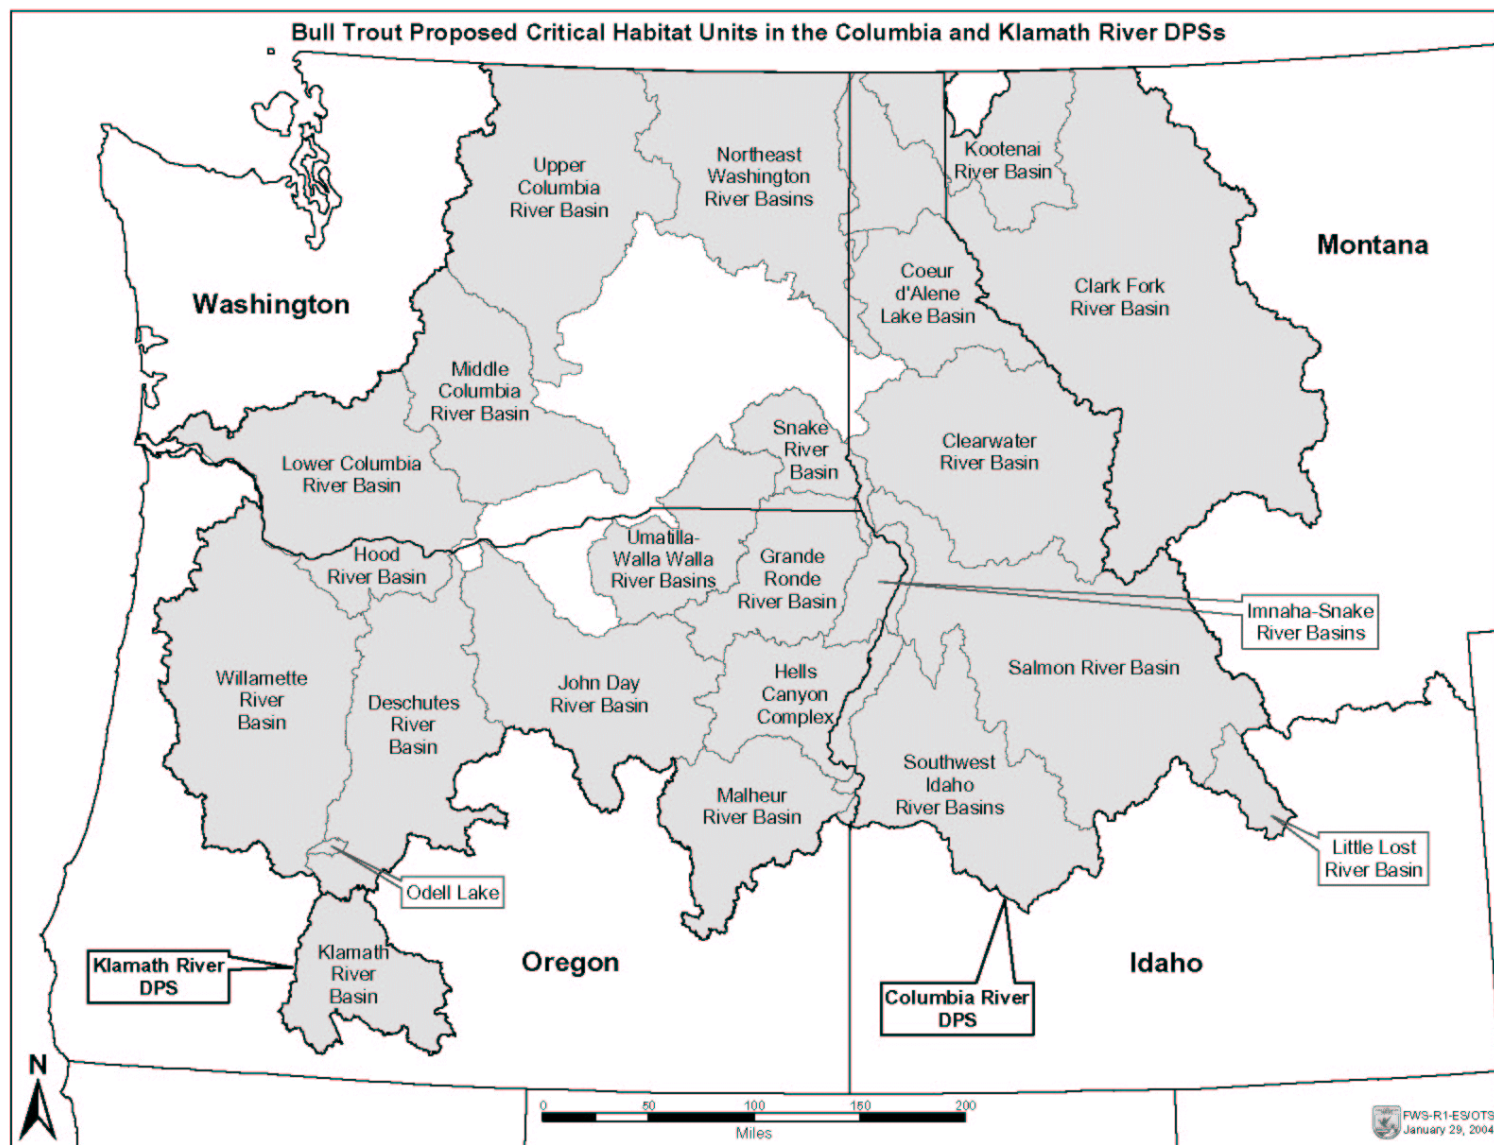 Bull Trout Proposed Critical Habitat Units in the Columbia and Klamath River DPSs
Upper
Columbia
River Basin
Northeast
Washington
River Basins
Kootenai
River Basin
Montana
Washington
Coeur
d'Alene
Lake Basin
Clark Fork
River Basin
Middle
Columbia
River Basin
Snake
River
Basin
Clearwater
River Basin
Lower Columbia
River Basin
Hood
River Basin
Umatilla-
Walla Walla
River Basins
Grande
Ronde
River Basin
Imnaha-Snake
River Basins
Willamette
River
Basin
Deschutes
River
Basin
John Day
River Basin
Hells
Canyon
Complex
Salmon River Basin
Malheur
River Basin
Southwest
Idaho
River Basins
Little Lost
River Basin
Odell Lake
Klamath River
DPS
Klamath
River
Basin
Oregon
Idaho
Columbia River
DPS
N
0 50 100 150 200
Miles
FWS-R1-ES/OTS
January 29, 2004